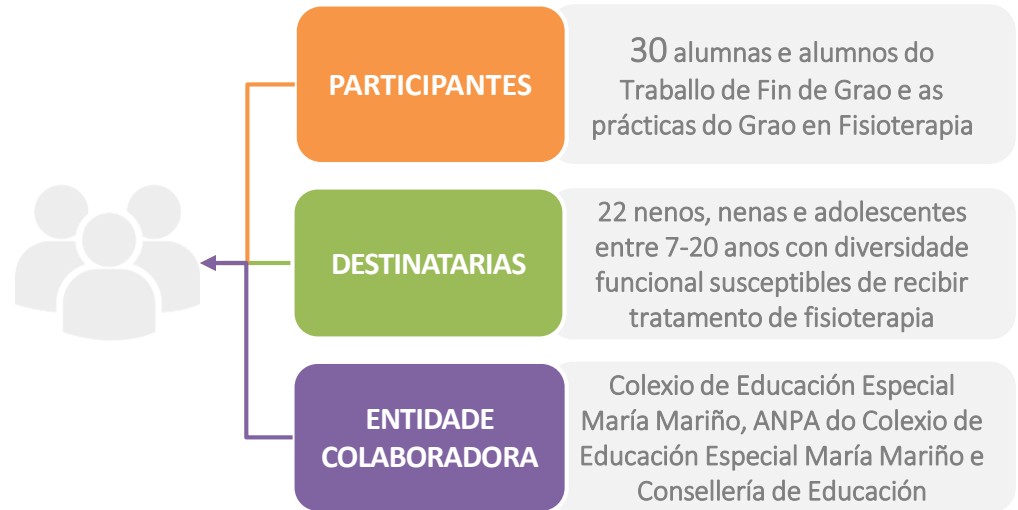 PARTICIPANTES
30 alumnas e alumnos do
Traballo de Fin de Grao e as
prácticas do Grao en Fisioterapia
DESTINATARIAS
22 nenos, nenas e adolescentes
entre 7-20 anos con diversidade
funcional susceptibles de recibir
tratamento de fisioterapia
ENTIDADE
COLABORADORA
Colexio de Educación Especial
María Mariño, ANPA do Colexio de
Educación Especial María Mariño e
Consellería de Educación